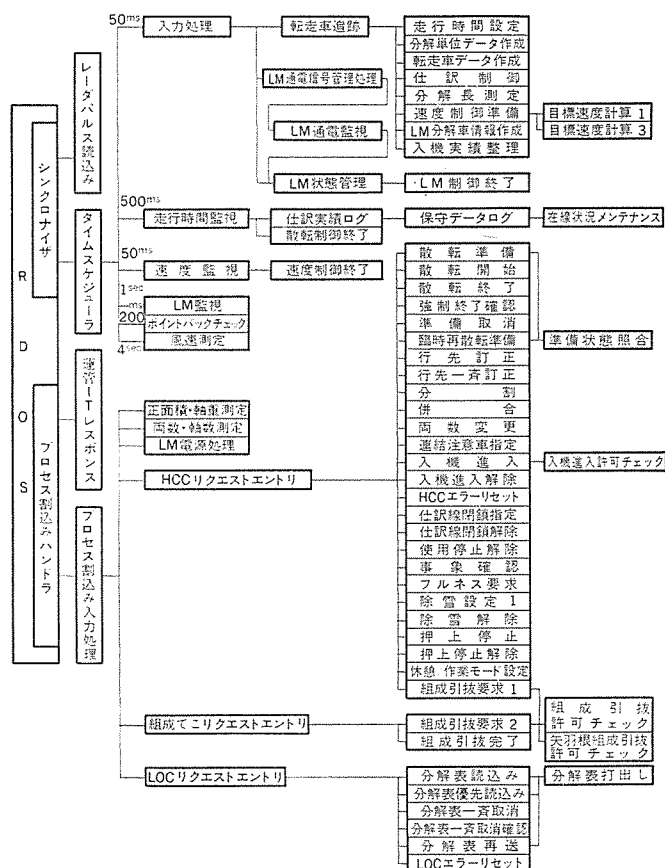 RDOS
シンクロナイザ
プロセス割込みハンドラ
レーダパルス読込み
タイムスケジューラ
運管ITレスポンス
プロセス割込み入力処理
50ms
入力処理
転走車追跡
走行時間設定
分解単位データ作成
転走車データ作成
仕訳制御
分解長測定
速度制御準備
LM分解車情報作成
入機実績整理
目標速度計算1
目標速度計算3
LM通電信号管理処理
LM通電監視
LM状態管理
LM制御終了
500ms
走行時間監視
仕訳実績ログ
散転制御終了
保守データログ
在線状況メンテナンス
50ms
速度監視
速度制御終了
1sec
LM監視
200ms
ポイントバックチェック
4sec
風速測定
正面積・軸重測定
両数・軸数測定
LM電源処理
HCCリクエストエントリ
散転準備
散転開始
散転終了
強制終了確認
準備取消
臨時再散転準備
行先訂正
行先一斉訂正
分割
併合
両数変更
連結注意車指定
入機進入
入機進入解除
HCCエラーリセット
仕訳線閉鎖指定
仕訳線閉鎖解除
使用停止解除
事象確認
フルネス要求
除雪設定1
除雪解除
押上停止
押上停止解除
休憩 作業モード設定
組成引抜要求1
準備状態照合
入機進入許可チェック
組成てこリクエストエントリ
組成引抜要求2
組成引抜完了
組成引抜
許可チェック
矢羽根組成引抜
許可チェック
LOCリクエストエントリ
分解表読込み
分解表優先読込み
分解表一斉取消
分解表一斉取消確認
分解表再送
LOCエラーリセット
分解表打出し